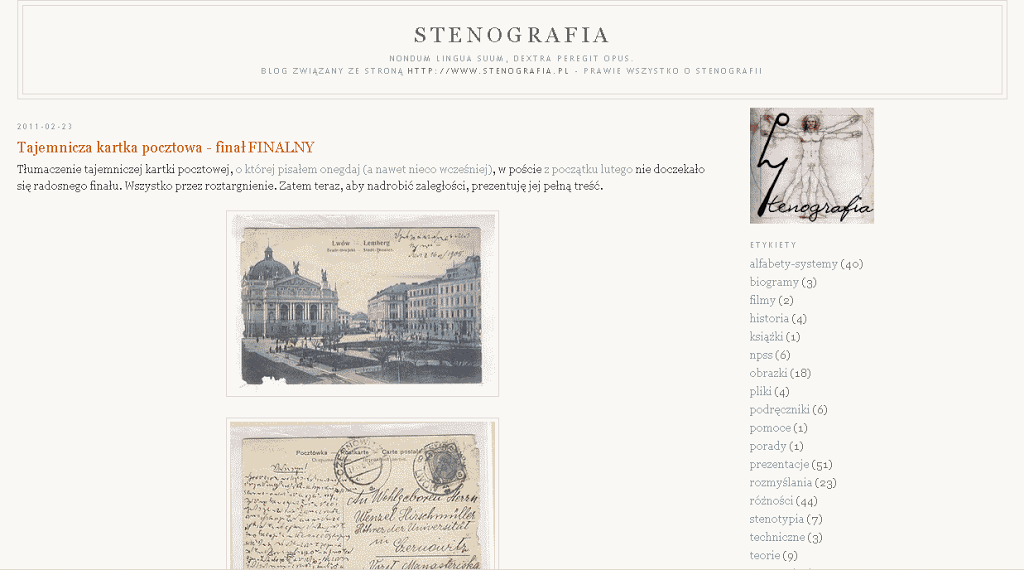 STENOGRAFIA
NONDUM LINGUA SUUM, DEXTRA PEREGIT OPUS.
BLOG ZWIĄZANY ZE STRONĄ HTTP://WWW.STENOGRAFIA.PL - PRAWIE WSZYSTKO O STENOGRAFII
2011-02-23
Tajemnicza kartka pocztowa - finał FINALNY
Tłumaczenie tajemniczej kartki pocztowej, o której pisałem onegdaj (a nawet nieco wcześniej), w poście z początku lutego nie doczekało
się radosnego finału. Wszystko przez roztargnienie. Zatem teraz, aby nadrobić zaległości, prezentuję jej pełną treść.
Lwów Lemberg
Pocztówka Postkarte Carte postale
An Wohlgeboren Herrn
Wenzel Hirschmüller
Hörer der Universität
in
Czernowitz
Stenografia
ETYKIETY
alfabety-systemy (40)
biogramy (3)
filmy (2)
historia (4)
książki (1)
npss (6)
obrazki (18)
pliki (4)
podręczniki (6)
pomoce (1)
porady (1)
prezentacje (51)
rozmyślania (23)
różności (44)
stenotypia (7)
techniczne (3)
teorie (9)